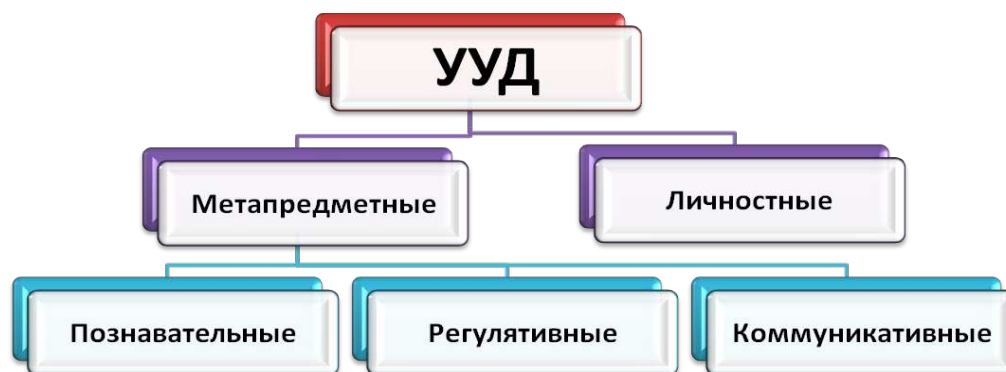 УУД
Метапредметные
Личностные
Познавательные
Регулятивные
Коммуникативные